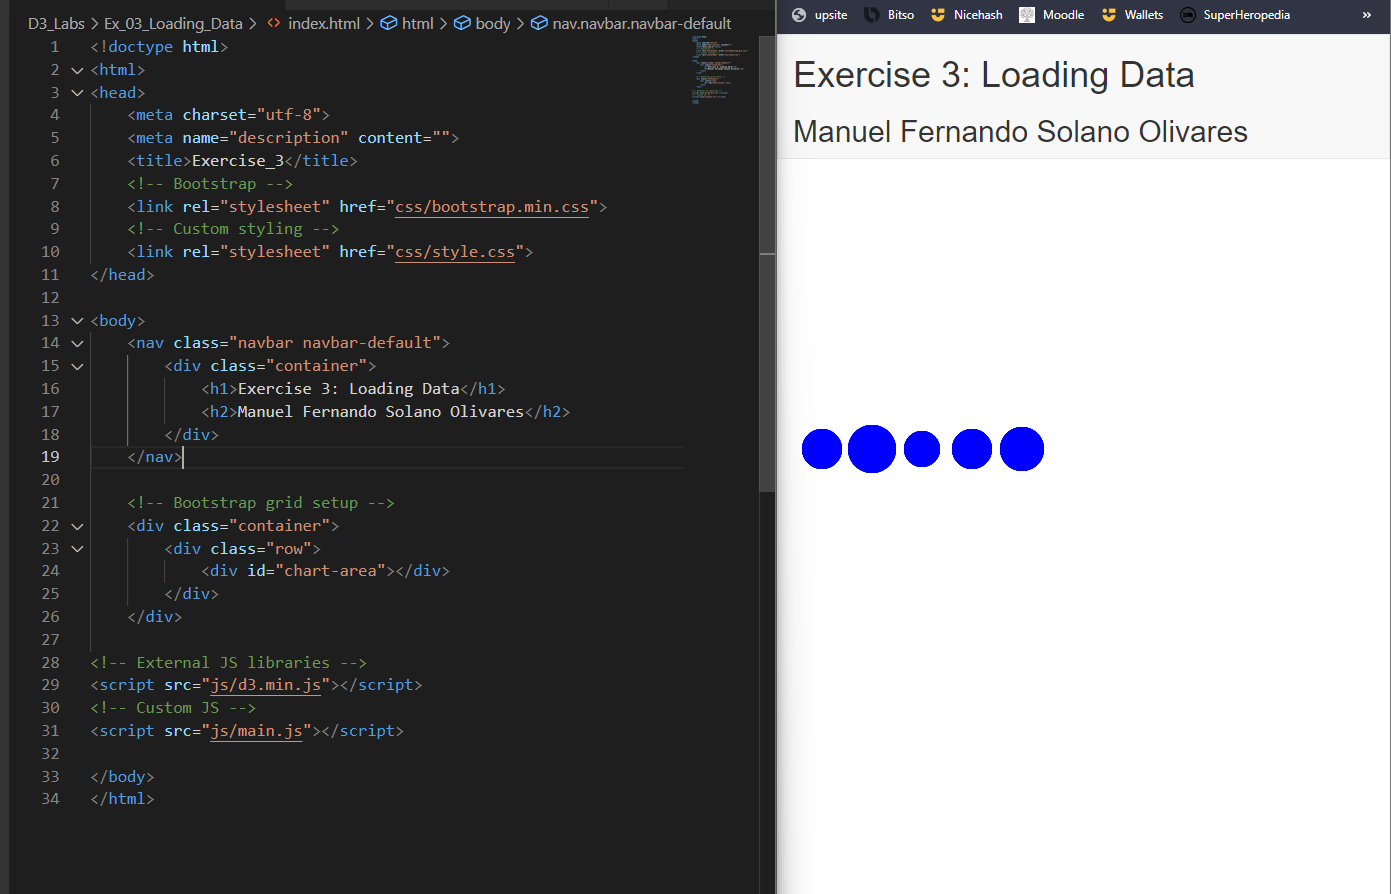 D3_Labs > Ex_03_Loading_Data > <> index.html > html > body > nav.navbar.navbar-default
1 <!doctype html>
2 <html>
3 <head>
4 <meta charset="utf-8">
5 <meta name="description" content="">
6 <title>Exercise_3</title>
7 <!-- Bootstrap -->
8 <link rel="stylesheet" href="css/bootstrap.min.css">
9 <!-- Custom styling -->
10 <link rel="stylesheet" href="css/style.css">
11 </head>
12
13 <body>
14 <nav class="navbar navbar-default">
15 <div class="container">
16 <h1>Exercise 3: Loading Data</h1>
17 <h2>Manuel Fernando Solano Olivares</h2>
18 </div>
19 </nav>
20
21 <!-- Bootstrap grid setup -->
22 <div class="container">
23 <div class="row">
24 <div id="chart-area"></div>
25 </div>
26 </div>
27
28 <!-- External JS libraries -->
29 <script src="js/d3.min.js"></script>
30 <!-- Custom JS -->
31 <script src="js/main.js"></script>
32
33 </body>
34 </html>
upsite Bitso Nicehash Moodle Wallets SuperHeropedia »
Exercise 3: Loading Data
Manuel Fernando Solano Olivares